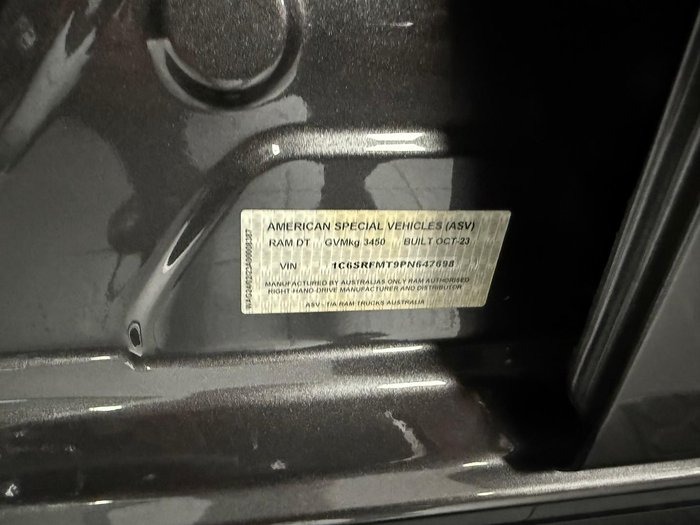 AMERICAN SPECIAL VEHICLES (ASV)
RAM DT GVMkg 3450 BUILT OCT-23
VIN 1C6SRFMT9PN647698
MANUFACTURED BY AUSTRALIAS ONLY RAM AUTHORISED
RIGHT-HAND-DRIVE MANUFACTURER AND DISTRIBUTOR
ASV - T/A RAM TRUCKS AUSTRALIA